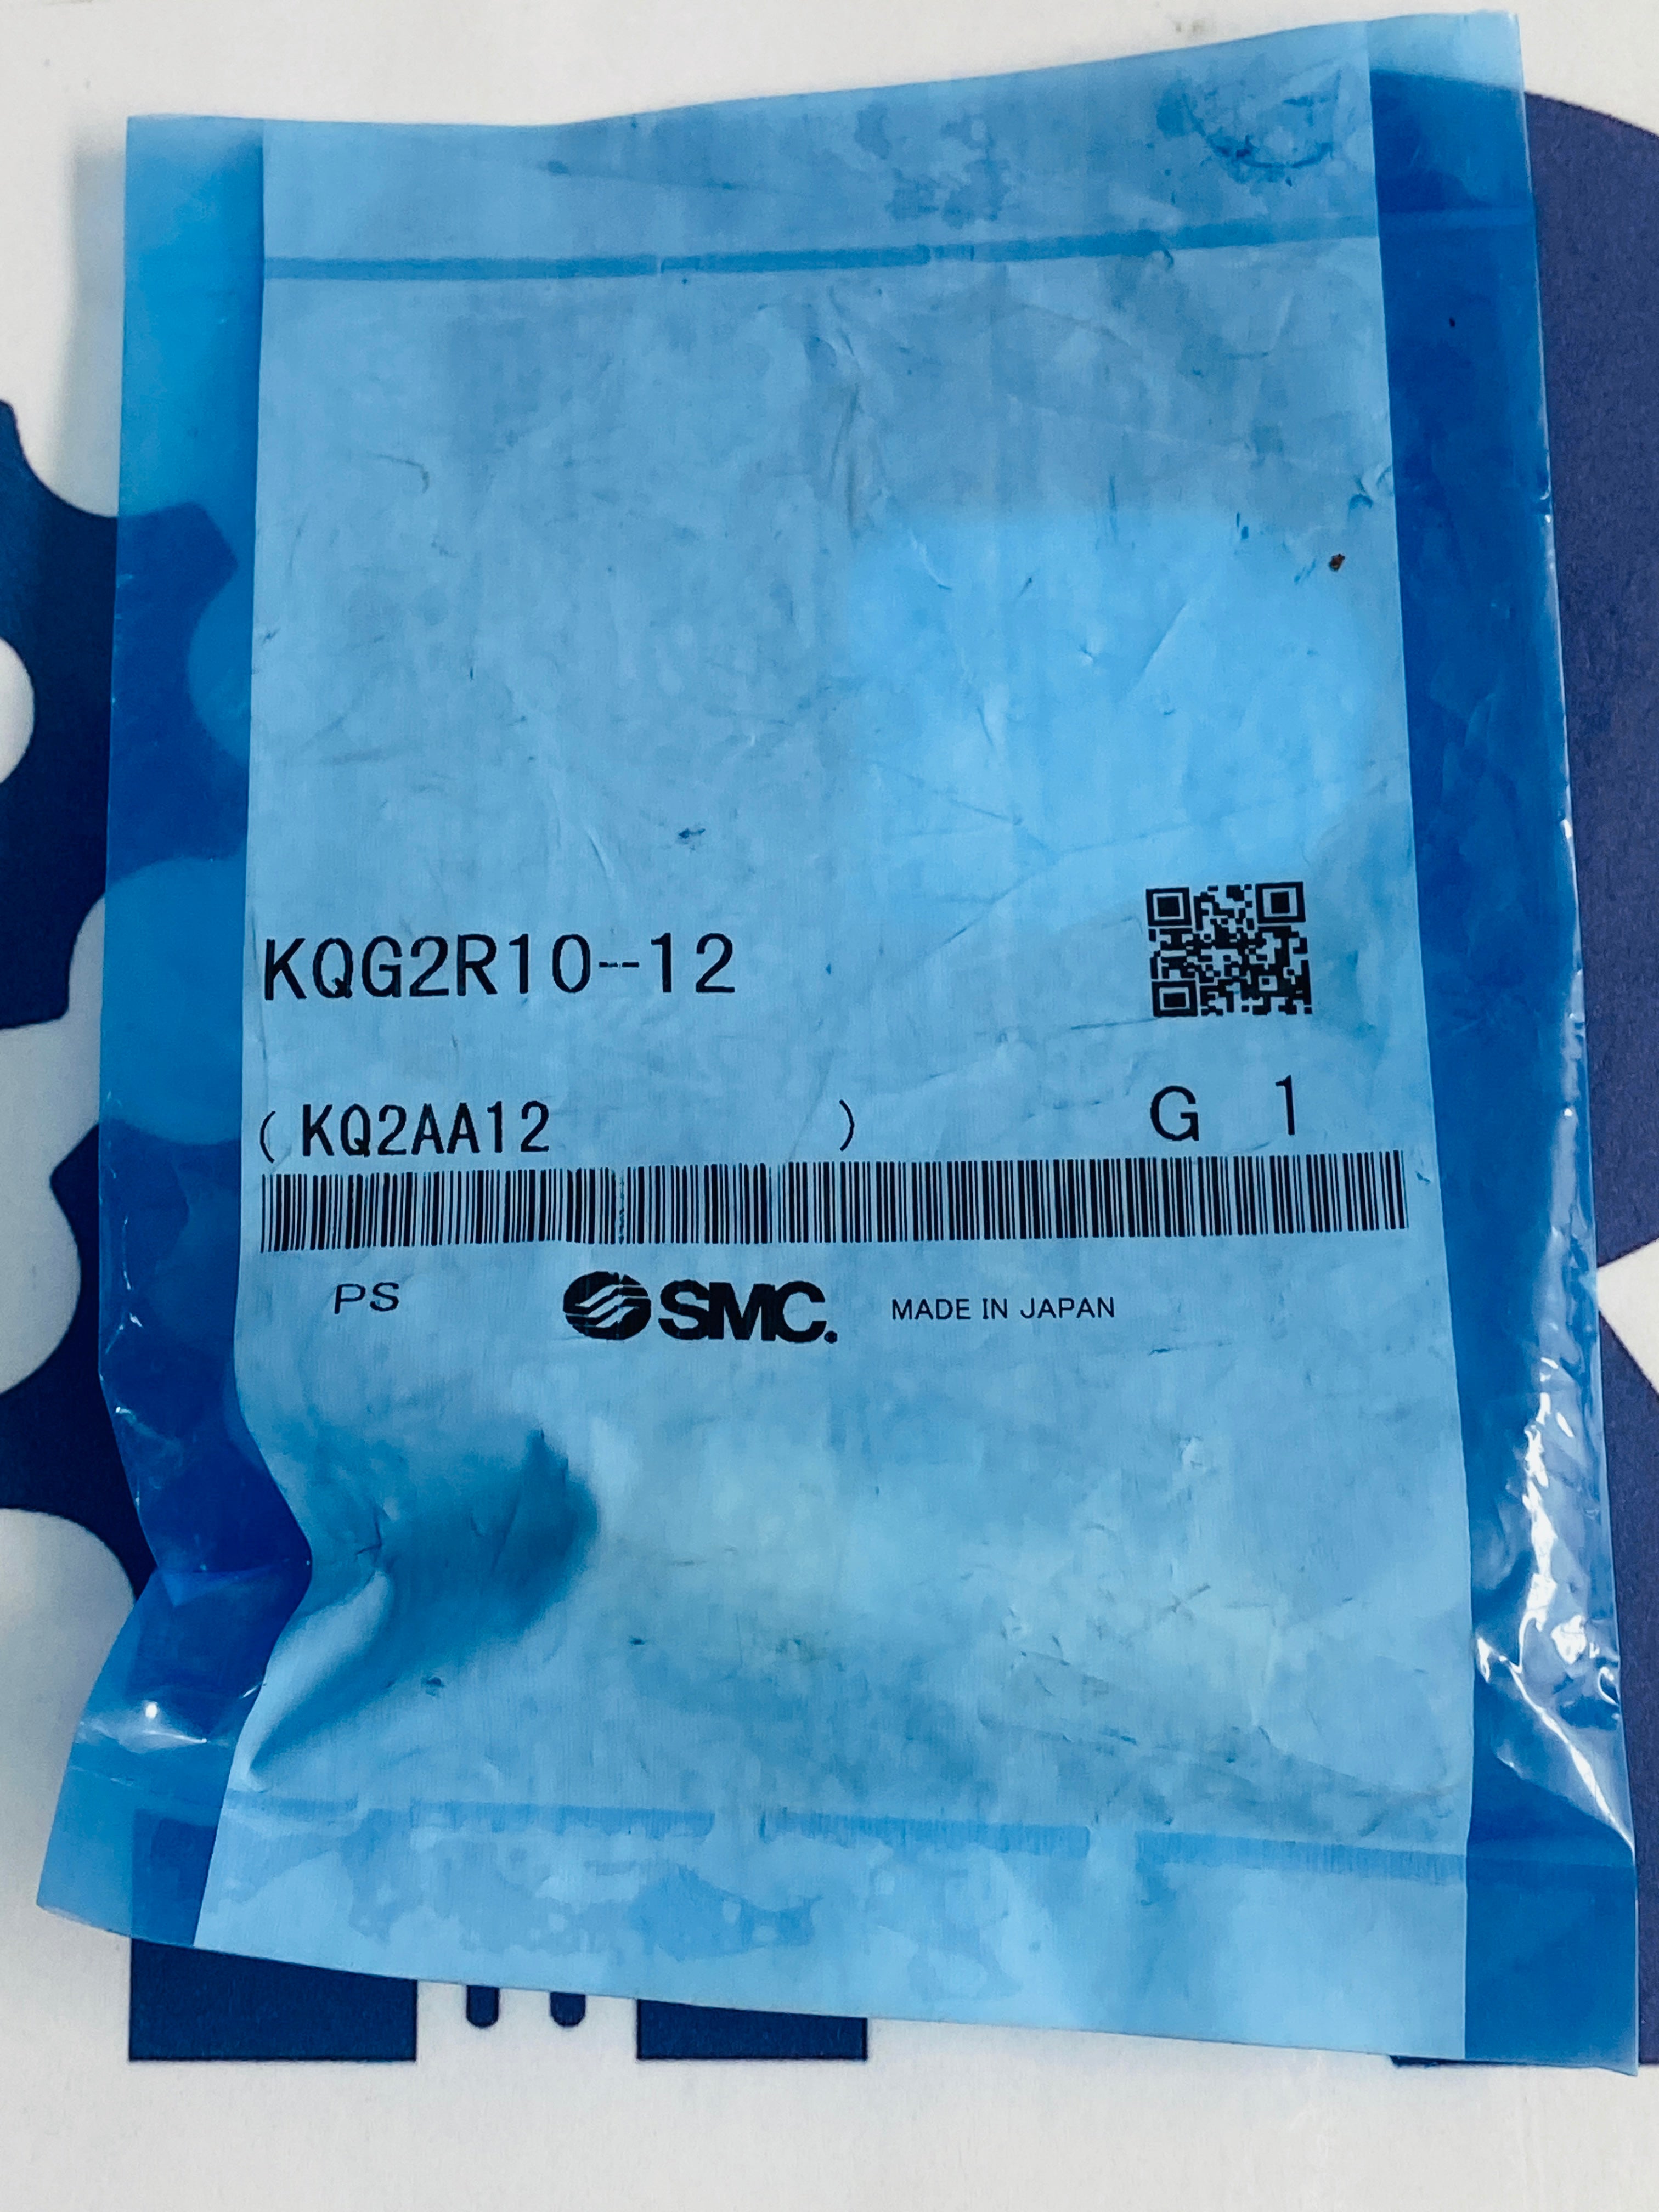 KQG2R10--12
( KQ2AA12 ) G 1
PS SMC. MADE IN JAPAN